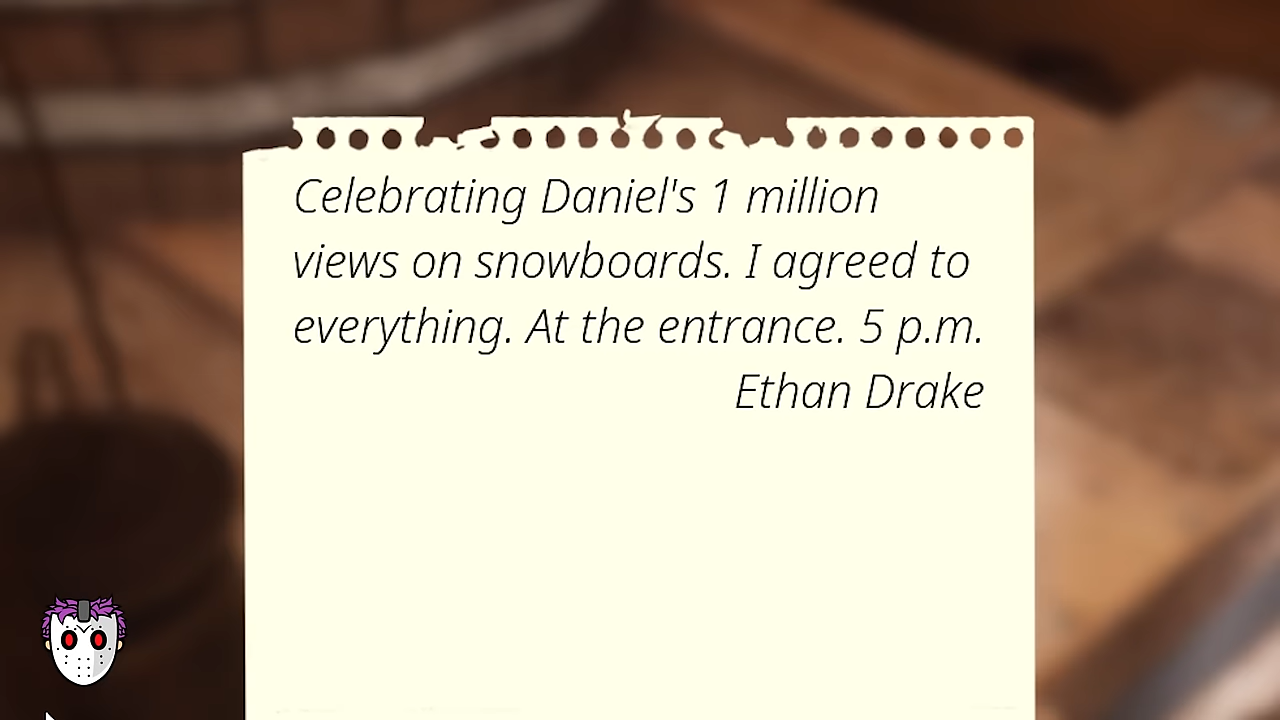 Celebrating Daniel's 1 million
views on snowboards. I agreed to
everything. At the entrance. 5 p.m.
Ethan Drake